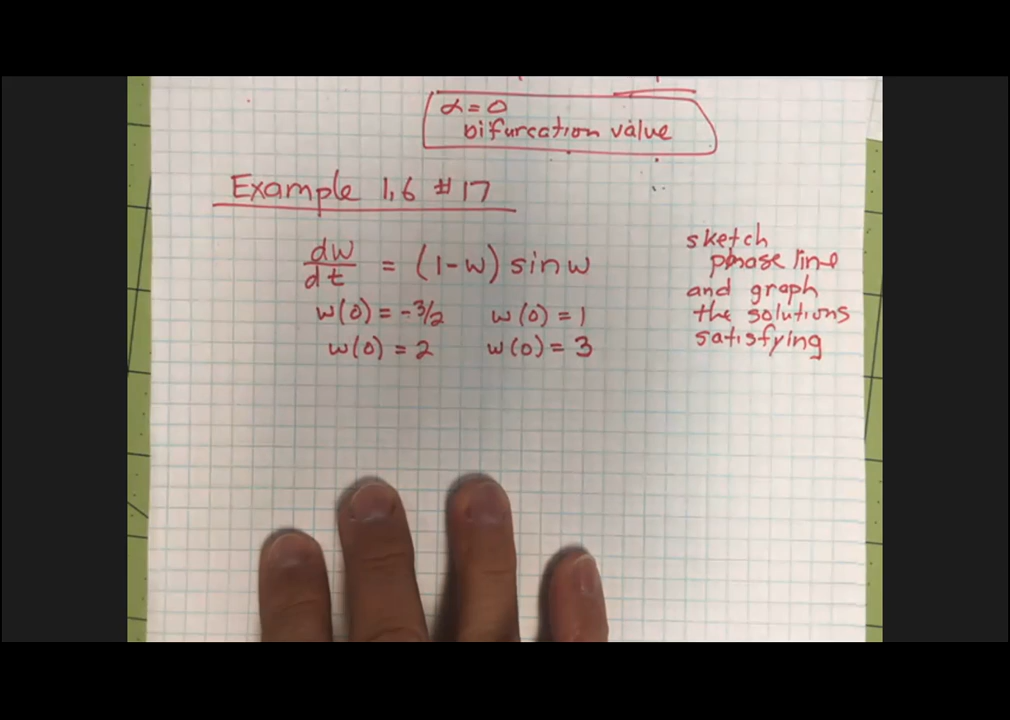 α = 0
bifurcation value
Example 1,6 # 17
dw/dt = (1-w) sin w
w(0) = -3/2 w(0) = 1
w(0) = 2 w(0) = 3
sketch
phase line
and graph
the solutions
satisfying